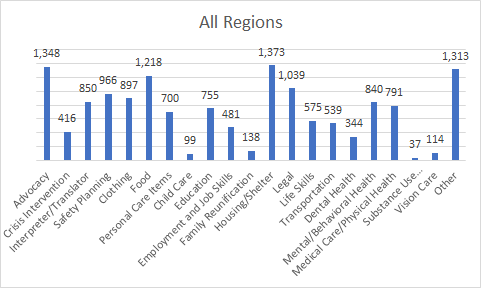 All Regions
1,348
416
850
966
897
1,218
700
99
755
481
138
1,373
1,039
575
539
344
840
791
37
114
1,313
Advocacy
Crisis Intervention
Interpreter/Translator
Safety Planning
Clothing
Food
Personal Care Items
Child Care
Education
Employment and Job Skills
Family Reunification
Housing/Shelter
Legal
Life Skills
Transportation
Dental Health
Mental/Behavioral Health
Medical Care/Physical Health
Substance Use...
Vision Care
Other